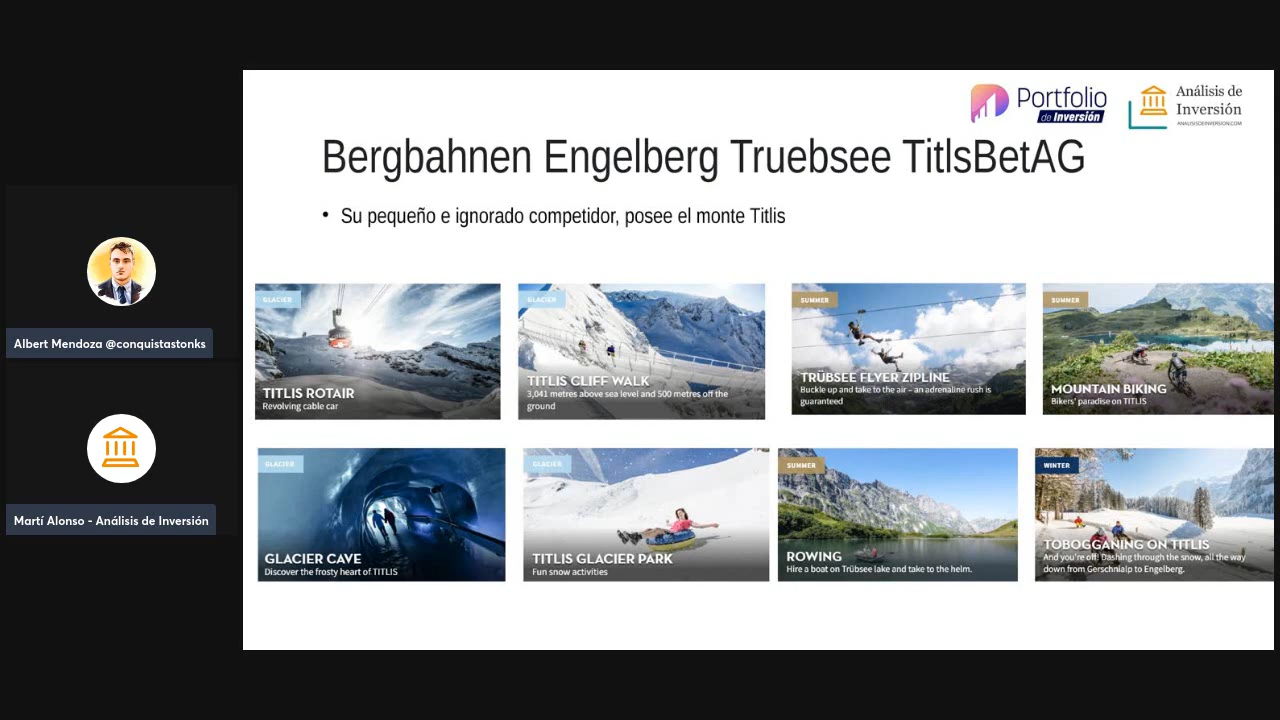 Portfolio
de Inversión
Análisis de
Inversión
ANALISISDEINVERSION.COM
Bergbahnen Engelberg Truebsee TitlsBetAG
• Su pequeño e ignorado competidor, posee el monte Titlis
GLACIER
TITLIS ROTAIR
Revolving cable car
GLACIER
TITLIS CLIFF WALK
3,041 metres above sea level and 500 metres off the
ground
SUMMER
TRÜBSEE FLYER ZIPLINE
Buckle up and take to the air – an adrenaline rush is
guaranteed
SUMMER
MOUNTAIN BIKING
Bikers' paradise on TITLIS
GLACIER
GLACIER CAVE
Discover the frosty heart of TITLIS
GLACIER
TITLIS GLACIER PARK
Fun snow activities
SUMMER
ROWING
Hire a boat on Trübsee lake and take to the helm.
WINTER
TOBOGGANING ON TITLIS
And you're off! Dashing through the snow, all the way
down from Gerschnialp to Engelberg.
Albert Mendoza @conquistastonks
Martí Alonso - Análisis de Inversión